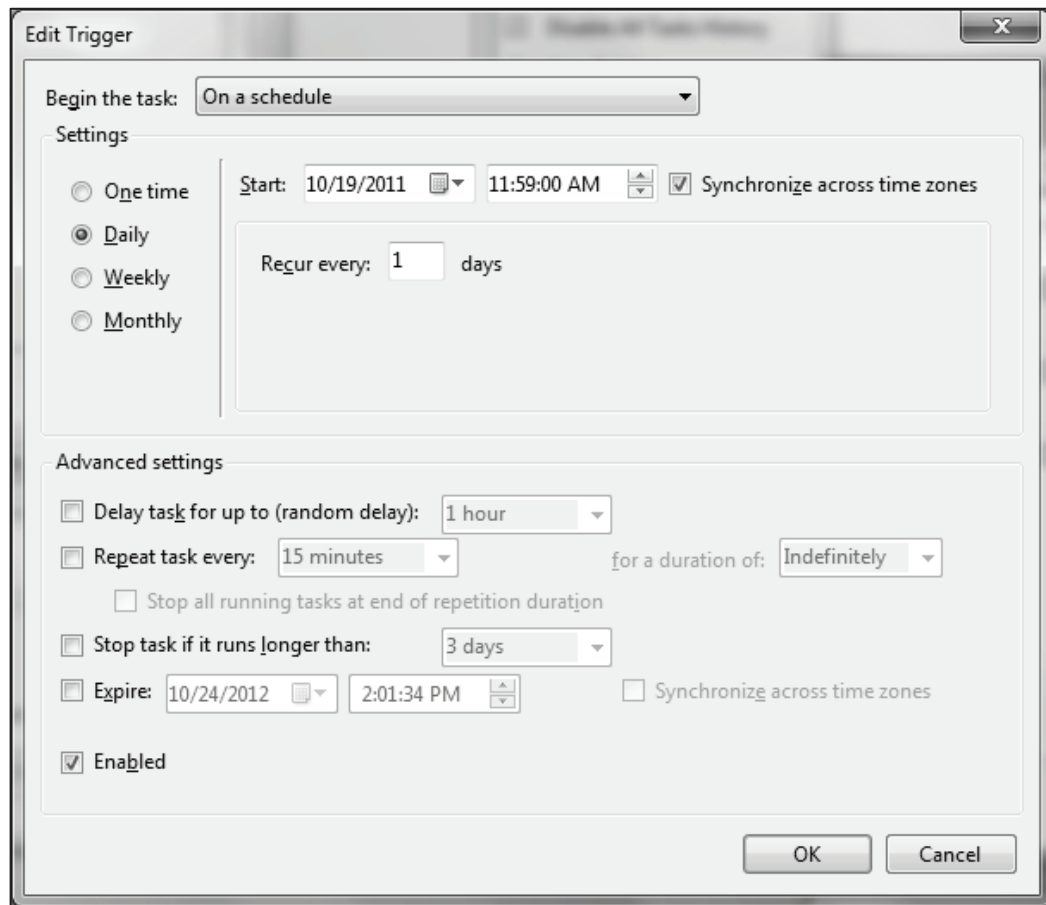 Edit Trigger
Disable All Tasks History
Begin the task: On a schedule
Settings
One time
Daily
Weekly
Monthly
Start: 10/19/2011 11:59:00 AM Synchronize across time zones
Recur every: 1 days
Advanced settings
Delay task for up to (random delay): 1 hour
Repeat task every: 15 minutes for a duration of: Indefinitely
Stop all running tasks at end of repetition duration
Stop task if it runs longer than: 3 days
Expire: 10/24/2012 2:01:34 PM Synchronize across time zones
Enabled
OK Cancel